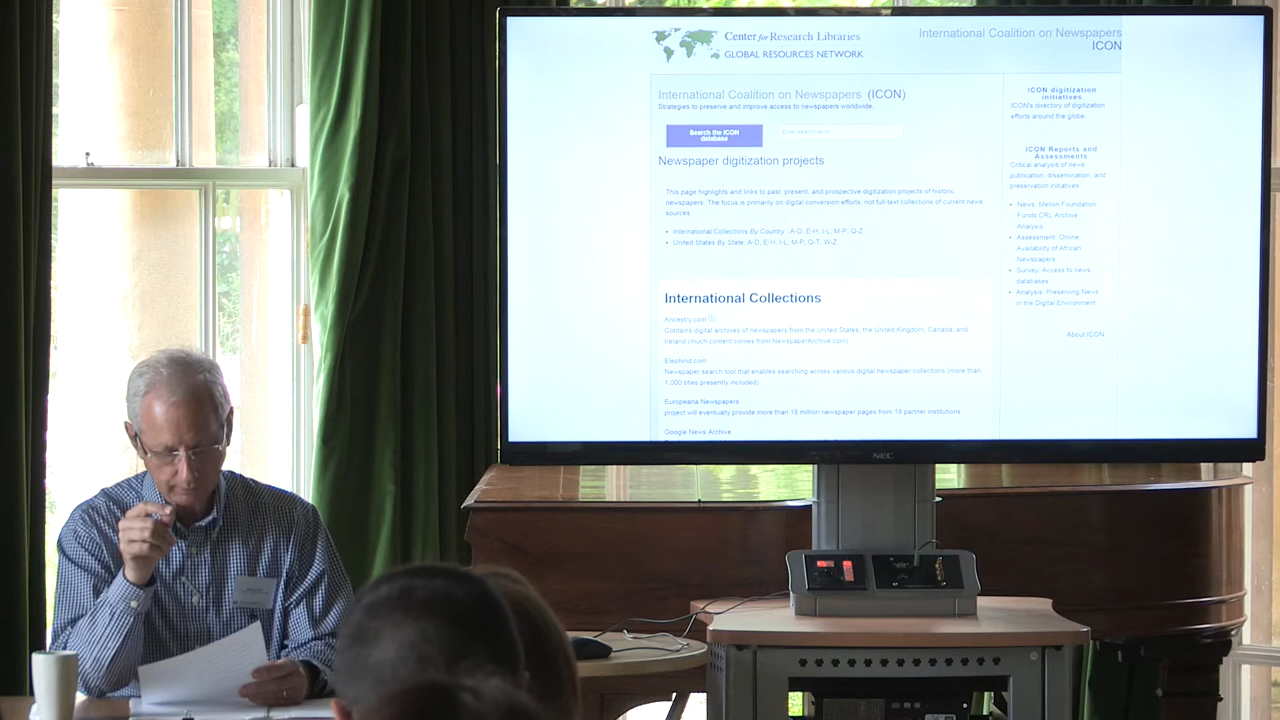 Center for Research Libraries
GLOBAL RESOURCES NETWORK
International Coalition on Newspapers
ICON
International Coalition on Newspapers (ICON)
Strategies to preserve and improve access to newspapers worldwide.
Search the ICON
database
Enter search term
Newspaper digitization projects
This page highlights and links to past, present, and prospective digitization projects of historic
newspapers. The focus is primarily on digital conversion efforts, not full-text collections of current news
sources.
• International Collections By Country : A-D, E-H, I-L, M-P, Q-Z
• United States By State: A-D, E-H, I-L, M-P, Q-T, W-Z
International Collections
Ancestry.com
Contains digital archives of newspapers from the United States, the United Kingdom, Canada, and
Ireland (much content comes from NewspaperArchive.com)
Elephind.com
Newspaper search tool that enables searching across various digital newspaper collections (more than
1,000 titles presently included)
Europeana Newspapers
project will eventually provide more than 18 million newspaper pages from 18 partner institutions.
Google News Archive
ICON digitization
initiatives
ICON's directory of digitization
efforts around the globe.
ICON Reports and
Assessments
Critical analysis of news
publication, dissemination, and
preservation initiatives
• News: Mellon Foundation
Funds CRL Archive
Analysis
• Assessment: Online
Availability of African
Newspapers
• Survey: Access to news
databases
• Analysis: Preserving News
in the Digital Environment
About ICON
NEC